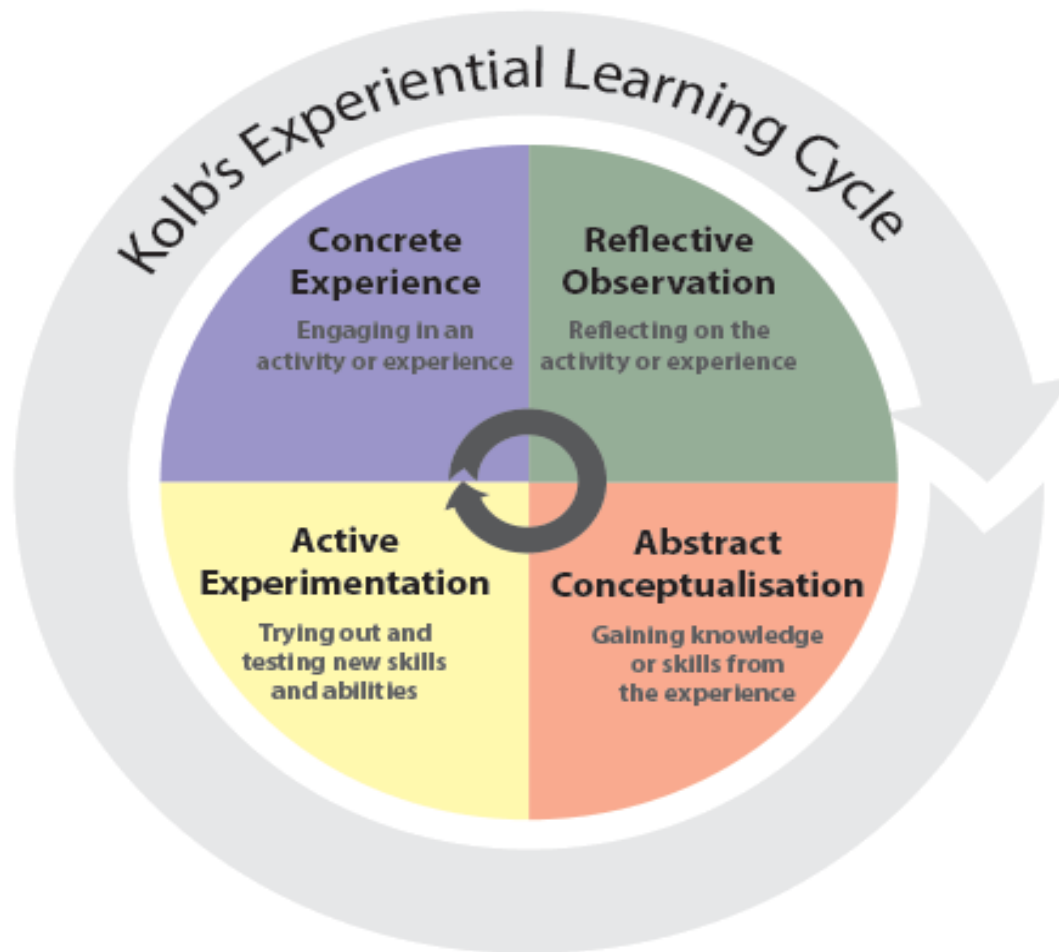 Kolb's Experiential Learning Cycle
Concrete
Experience
Engaging in an
activity or experience
Reflective
Observation
Reflecting on the
activity or experience
Active
Experimentation
Trying out and
testing new skills
and abilities
Abstract
Conceptualisation
Gaining knowledge
or skills from
the experience